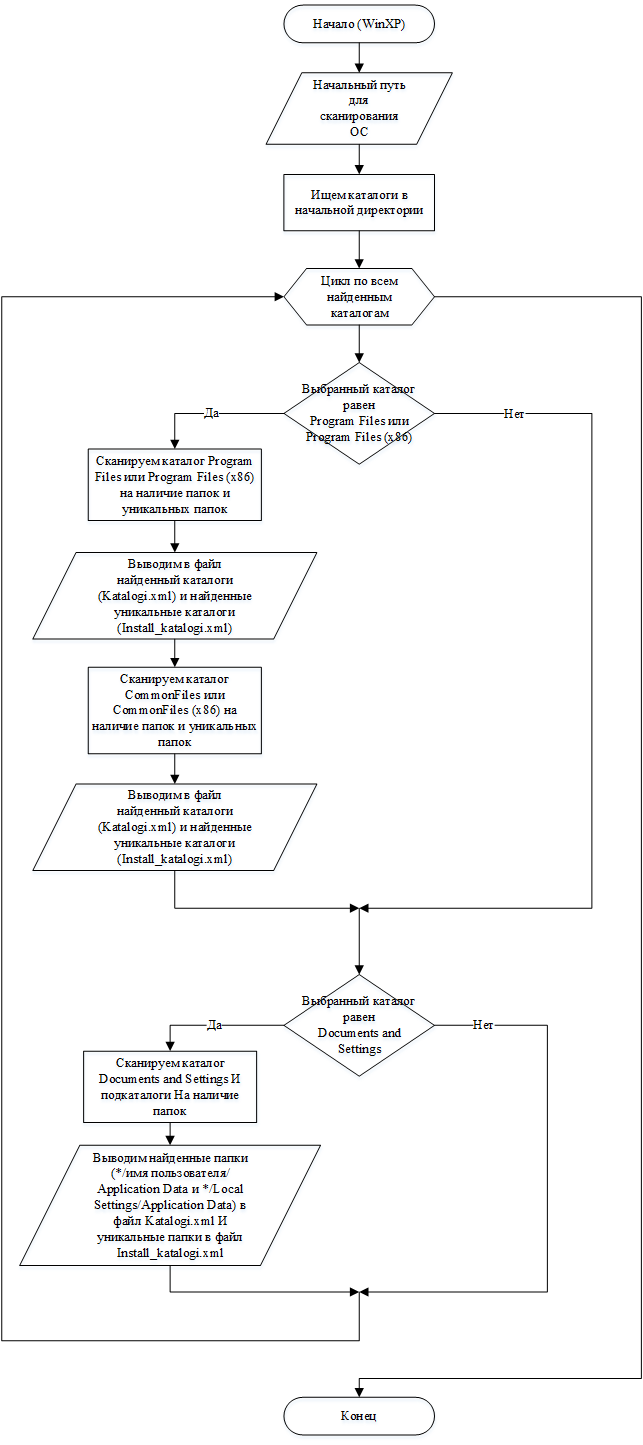 Начало (WinXP)
Начальный путь
для
сканирования
ОС
Ищем каталоги в
начальной директории
Цикл по всем
найденным
каталогам
Выбранный каталог
равен
Program Files или
Program Files (x86)
Да
Нет
Сканируем каталог Program
Files или Program Files (x86)
на наличие папок и
уникальных папок
Выводим в файл
найденный каталоги
(Katalogi.xml) и найденные
уникальные каталоги
(Install_katalogi.xml)
Сканируем каталог
CommonFiles или
CommonFiles (x86) на
наличие папок и уникальных
папок
Выводим в файл
найденный каталоги
(Katalogi.xml) и найденные
уникальные каталоги
(Install_katalogi.xml)
Выбранный каталог
равен
Documents and
Settings
Да
Нет
Сканируем каталог
Documents and Settings И
подкаталоги На наличие
папок
Выводим найденные папки
(*/имя пользователя/
Application Data и */Local
Settings/Application Data) в
файл Katalogi.xml И
уникальные папки в файл
Install_katalogi.xml
Конец